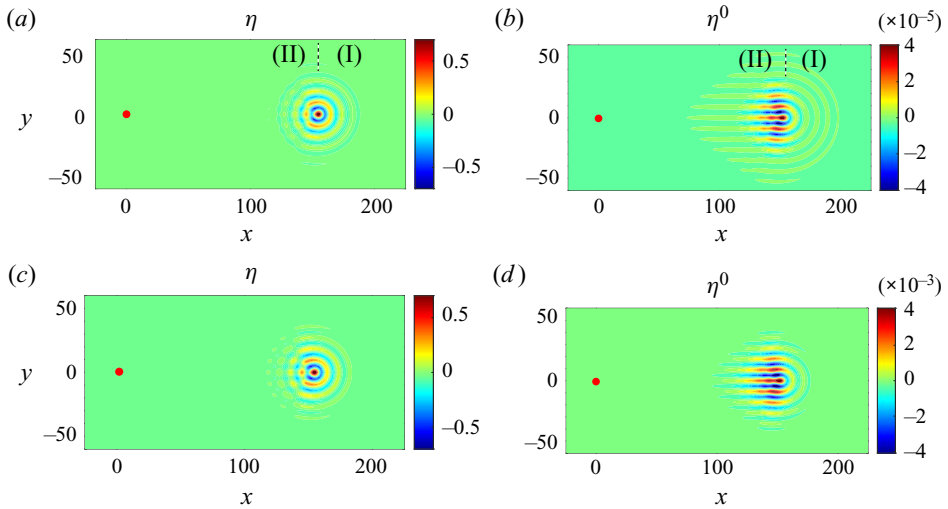 (a) η (b) η⁰ (×10⁻⁵)
50 (II) (I) 0.5 50 (II) (I) 4
2
y 0 0 0 0
–2
–50 –0.5 –50 –4
0 100 200 0 100 200
x x
(c) η (d) η⁰ (×10⁻³)
50 0.5 50 4
2
y 0 0 0 0
–2
–50 –0.5 –50 –4
0 100 200 0 100 200
x x